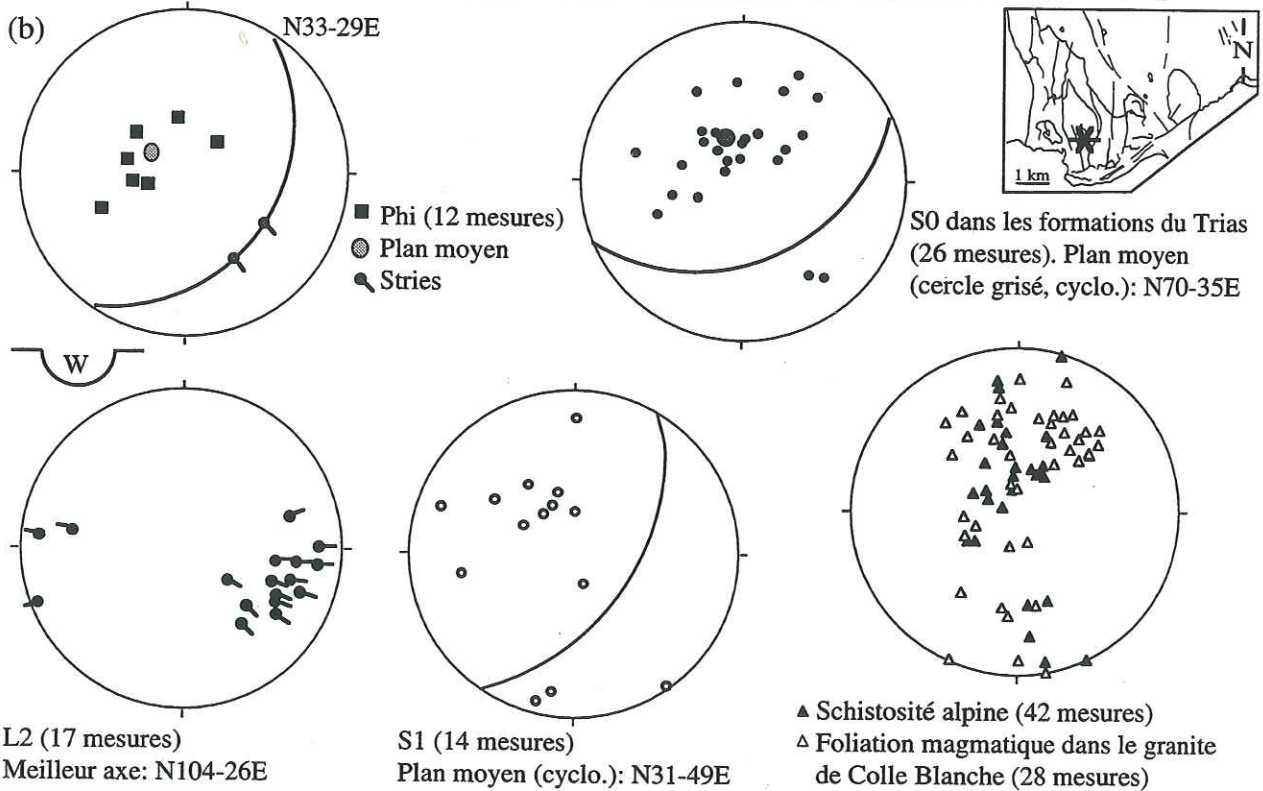 (b)
N33-29E
Phi (12 mesures)
Plan moyen
Stries
N
1 km
S0 dans les formations du Trias
(26 mesures). Plan moyen
(cercle grisé, cyclo.): N70-35E
W
L2 (17 mesures)
Meilleur axe: N104-26E
S1 (14 mesures)
Plan moyen (cyclo.): N31-49E
Schistosité alpine (42 mesures)
Foliation magmatique dans le granite
de Colle Blanche (28 mesures)